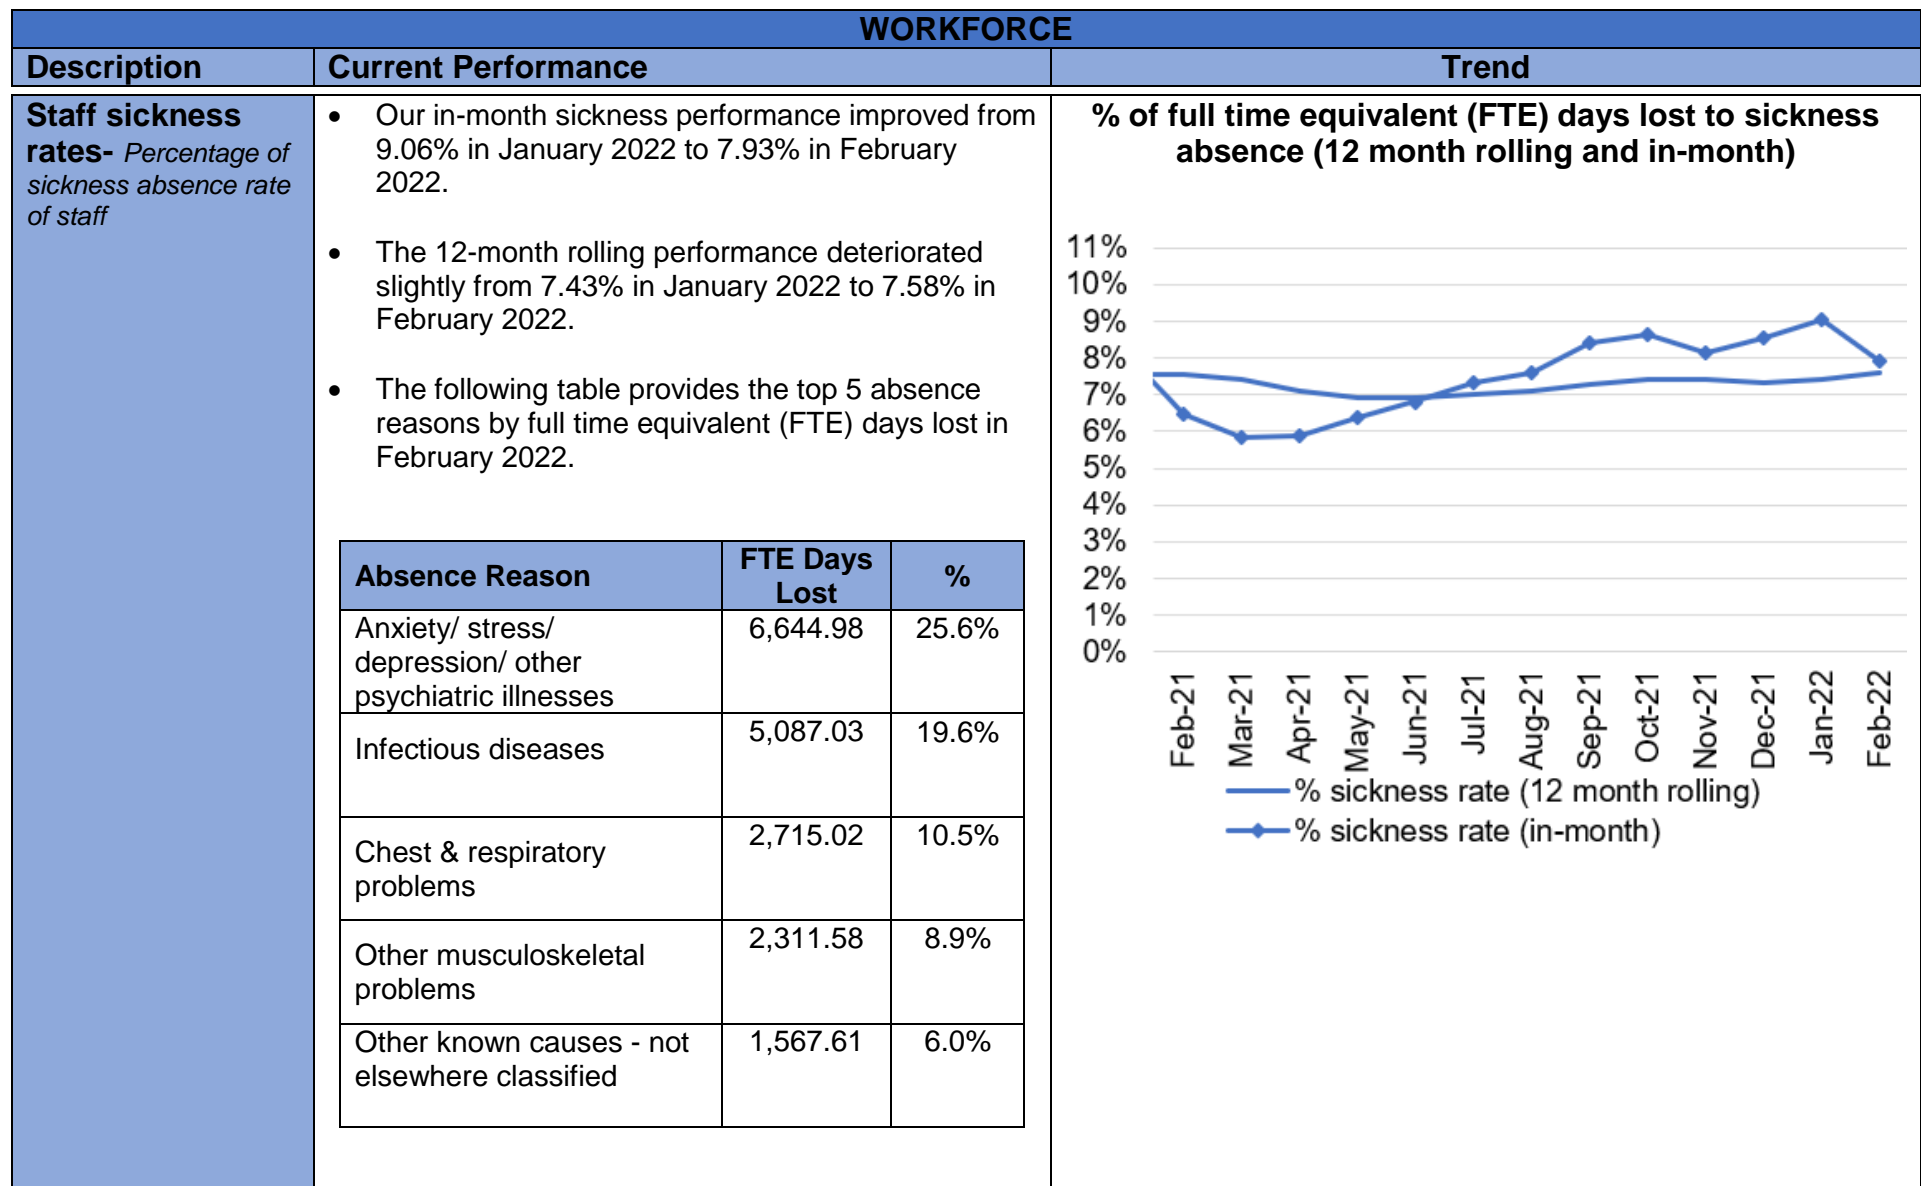 WORKFORCE
Description
Current Performance
Trend
Staff sickness
rates- Percentage of
sickness absence rate
of staff
• Our in-month sickness performance improved from
9.06% in January 2022 to 7.93% in February
2022.
• The 12-month rolling performance deteriorated
slightly from 7.43% in January 2022 to 7.58% in
February 2022.
• The following table provides the top 5 absence
reasons by full time equivalent (FTE) days lost in
February 2022.
Absence Reason
FTE Days
Lost
%
Anxiety/ stress/
depression/ other
psychiatric illnesses
6,644.98
25.6%
Infectious diseases
5,087.03
19.6%
Chest & respiratory
problems
2,715.02
10.5%
Other musculoskeletal
problems
2,311.58
8.9%
Other known causes - not
elsewhere classified
1,567.61
6.0%
% of full time equivalent (FTE) days lost to sickness
absence (12 month rolling and in-month)
11%
10%
9%
8%
7%
6%
5%
4%
3%
2%
1%
0%
Feb-21
Mar-21
Apr-21
May-21
Jun-21
Jul-21
Aug-21
Sep-21
Oct-21
Nov-21
Dec-21
Jan-22
Feb-22
% sickness rate (12 month rolling)
% sickness rate (in-month)